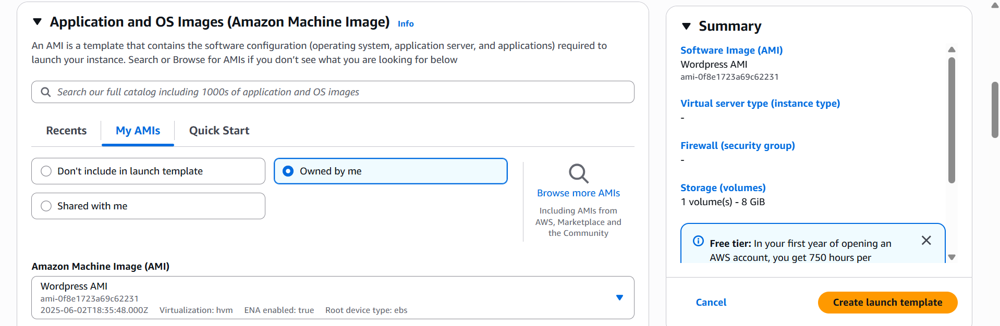 Application and OS Images (Amazon Machine Image) Info
An AMI is a template that contains the software configuration (operating system, application server, and applications) required to
launch your instance. Search or Browse for AMIs if you don’t see what you are looking for below
Search our full catalog including 1000s of application and OS images
Recents
My AMIs
Quick Start
Don't include in launch template
Owned by me
Shared with me
Browse more AMIs
Including AMIs from
AWS, Marketplace and
the Community
Amazon Machine Image (AMI)
Wordpress AMI
ami-0f8e1723a69c62231
2025-06-02T18:35:48.000Z Virtualization: hvm ENA enabled: true Root device type: ebs
Summary
Software Image (AMI)
Wordpress AMI
ami-0f8e1723a69c62231
Virtual server type (instance type)
-
Firewall (security group)
-
Storage (volumes)
1 volume(s) - 8 GiB
Free tier: In your first year of opening an
AWS account, you get 750 hours per
Cancel
Create launch template